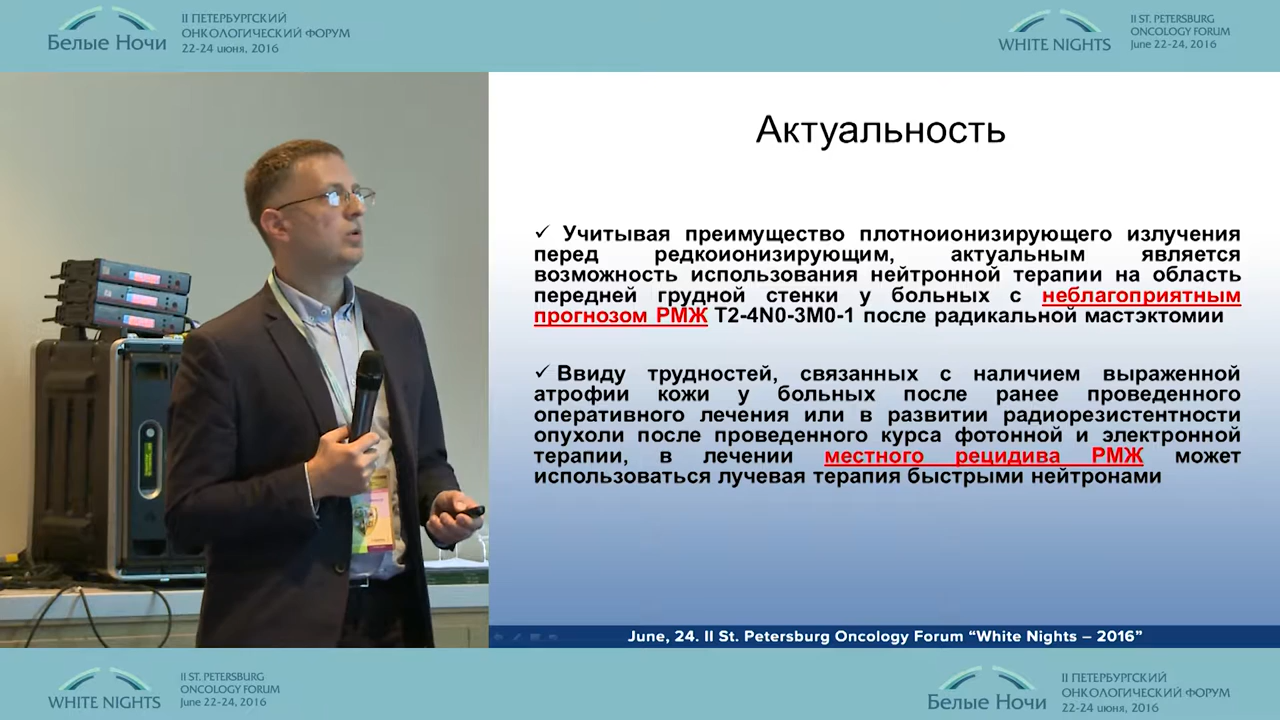 Белые Ночи
II ПЕТЕРБУРГСКИЙ
ОНКОЛОГИЧЕСКИЙ ФОРУМ
22-24 июня, 2016
WHITE NIGHTS
II ST. PETERSBURG
ONCOLOGY FORUM
June 22-24, 2016
Актуальность
✓ Учитывая преимущество плотноионизирующего излучения
перед редкоионизирующим, актуальным является
возможность использования нейтронной терапии на область
передней грудной стенки у больных с неблагоприятным
прогнозом РМЖ T2-4N0-3M0-1 после радикальной мастэктомии
✓ Ввиду трудностей, связанных с наличием выраженной
атрофии кожи у больных после ранее проведенного
оперативного лечения или в развитии радиорезистентности
опухоли после проведенного курса фотонной и электронной
терапии, в лечении местного рецидива РМЖ может
использоваться лучевая терапия быстрыми нейтронами
June, 24. II St. Petersburg Oncology Forum “White Nights – 2016”
WHITE NIGHTS
II ST. PETERSBURG
ONCOLOGY FORUM
June 22-24, 2016
Белые Ночи
II ПЕТЕРБУРГСКИЙ
ОНКОЛОГИЧЕСКИЙ ФОРУМ
22-24 июня, 2016